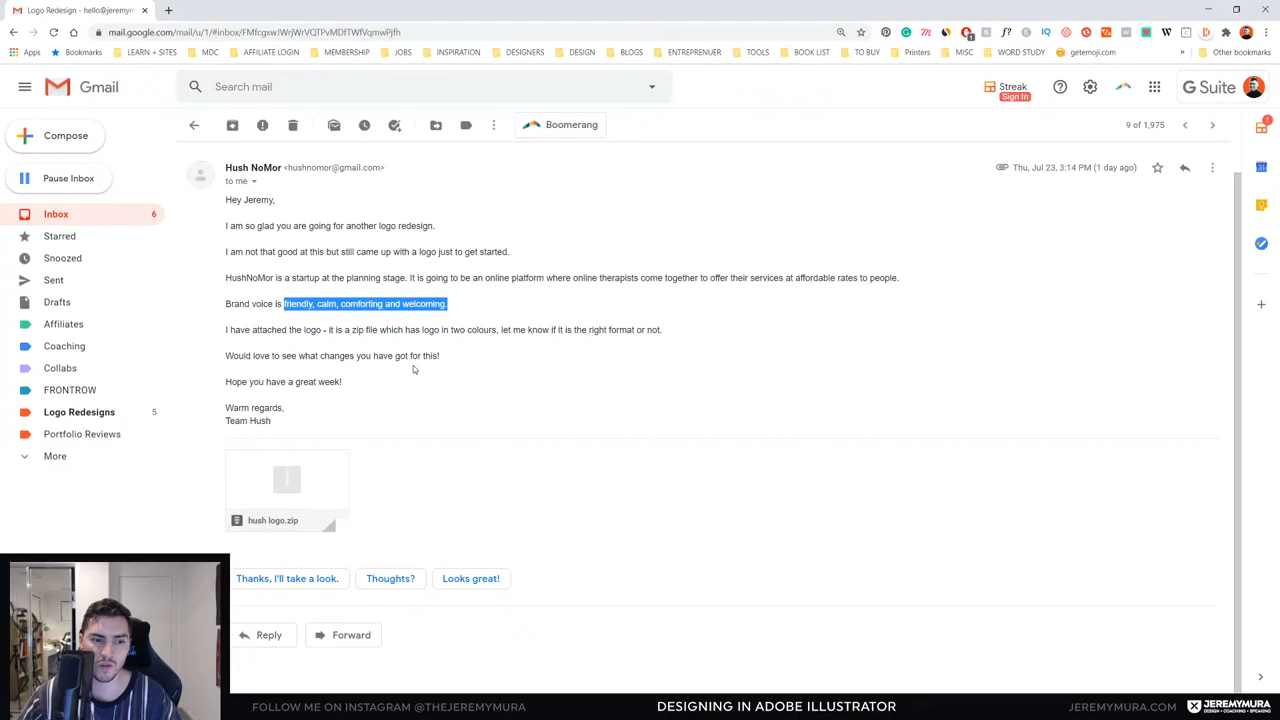 Logo Redesign - hello@jeremym
mail.google.com/mail/u/1/#inbox/FMfcgxwJWrjWrVQTPvMDfTWfVqmwPjfh
Apps Bookmarks LEARN + SITES MDC AFFILIATE LOGIN MEMBERSHIP JOBS INSPIRATION DESIGNERS DESIGN BLOGS ENTREPRENUER TOOLS BOOK LIST TO BUY Printers MISC WORD STUDY getemoji.com » Other bookmarks
Gmail Search mail Streak Sign In G Suite
Compose Boomerang 9 of 1,975
Pause Inbox
Hush NoMor <hushnomor@gmail.com> Thu, Jul 23, 3:14 PM (1 day ago)
to me
Inbox 6
Starred
Snoozed
Sent
Drafts
Affiliates
Coaching
Collabs
FRONTROW
Logo Redesigns 5
Portfolio Reviews
More
Hey Jeremy,
I am so glad you are going for another logo redesign.
I am not that good at this but still came up with a logo just to get started.
HushNoMor is a startup at the planning stage. It is going to be an online platform where online therapists come together to offer their services at affordable rates to people.
Brand voice is friendly, calm, comforting and welcoming.
I have attached the logo - it is a zip file which has logo in two colours, let me know if it is the right format or not.
Would love to see what changes you have got for this!
Hope you have a great week!
Warm regards,
Team Hush
hush logo.zip
Thanks, I'll take a look. Thoughts? Looks great!
Reply Forward
FOLLOW ME ON INSTAGRAM @THEJEREMYMURA DESIGNING IN ADOBE ILLUSTRATOR JEREMYMURA.COM JEREMYMURA
DESIGN • COACHING • SPEAKING